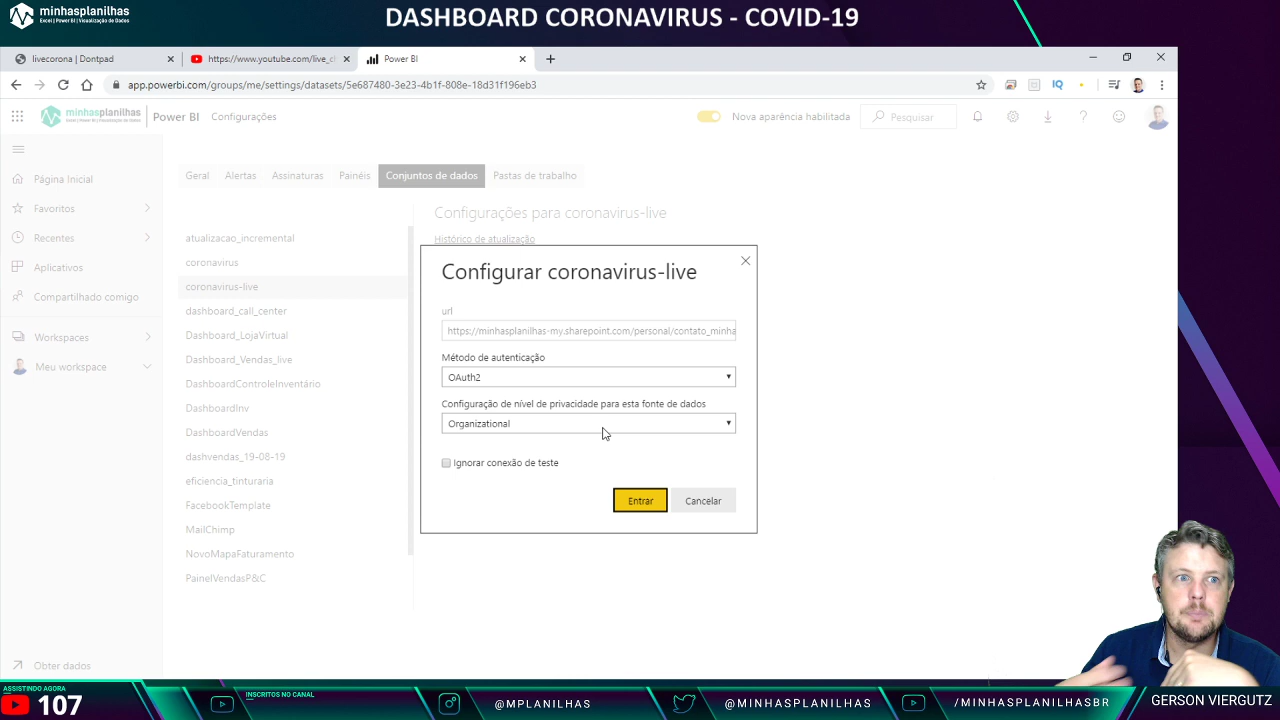 minhasplanilhas
Excel | Power BI | Visualização de Dados
DASHBOARD CORONAVIRUS - COVID-19
livecorona | Dontpad
https://www.youtube.com/live_c
Power BI
app.powerbi.com/groups/me/settings/datasets/5e687480-3e23-4b1f-808e-18d31f196eb3
minhasplanilhas
Excel | Power BI | Visualização de Dados
Power BI
Configurações
Nova aparência habilitada
Pesquisar
Página Inicial
Favoritos
Recentes
Aplicativos
Compartilhado comigo
Workspaces
Meu workspace
Obter dados
Geral
Alertas
Assinaturas
Painéis
Conjuntos de dados
Pastas de trabalho
atualizacao_incremental
coronavirus
coronavirus-live
dashboard_call_center
Dashboard_LojaVirtual
Dashboard_Vendas_live
DashboardControleInventário
DashboardInv
DashboardVendas
dashvendas_19-08-19
eficiencia_tinturaria
FacebookTemplate
MailChimp
NovoMapaFaturamento
PainelVendasP&C
Configurações para coronavirus-live
Histórico de atualização
Configurar coronavirus-live
url
https://minhasplanilhas-my.sharepoint.com/personal/contato_minha
Método de autenticação
OAuth2
Configuração de nível de privacidade para esta fonte de dados
Organizational
Ignorar conexão de teste
Entrar
Cancelar
ASSISTINDO AGORA
107
INSCRITOS NO CANAL
@MPLANILHAS
@MINHASPLANILHAS
/MINHASPLANILHASBR
GERSON VIERGUTZ